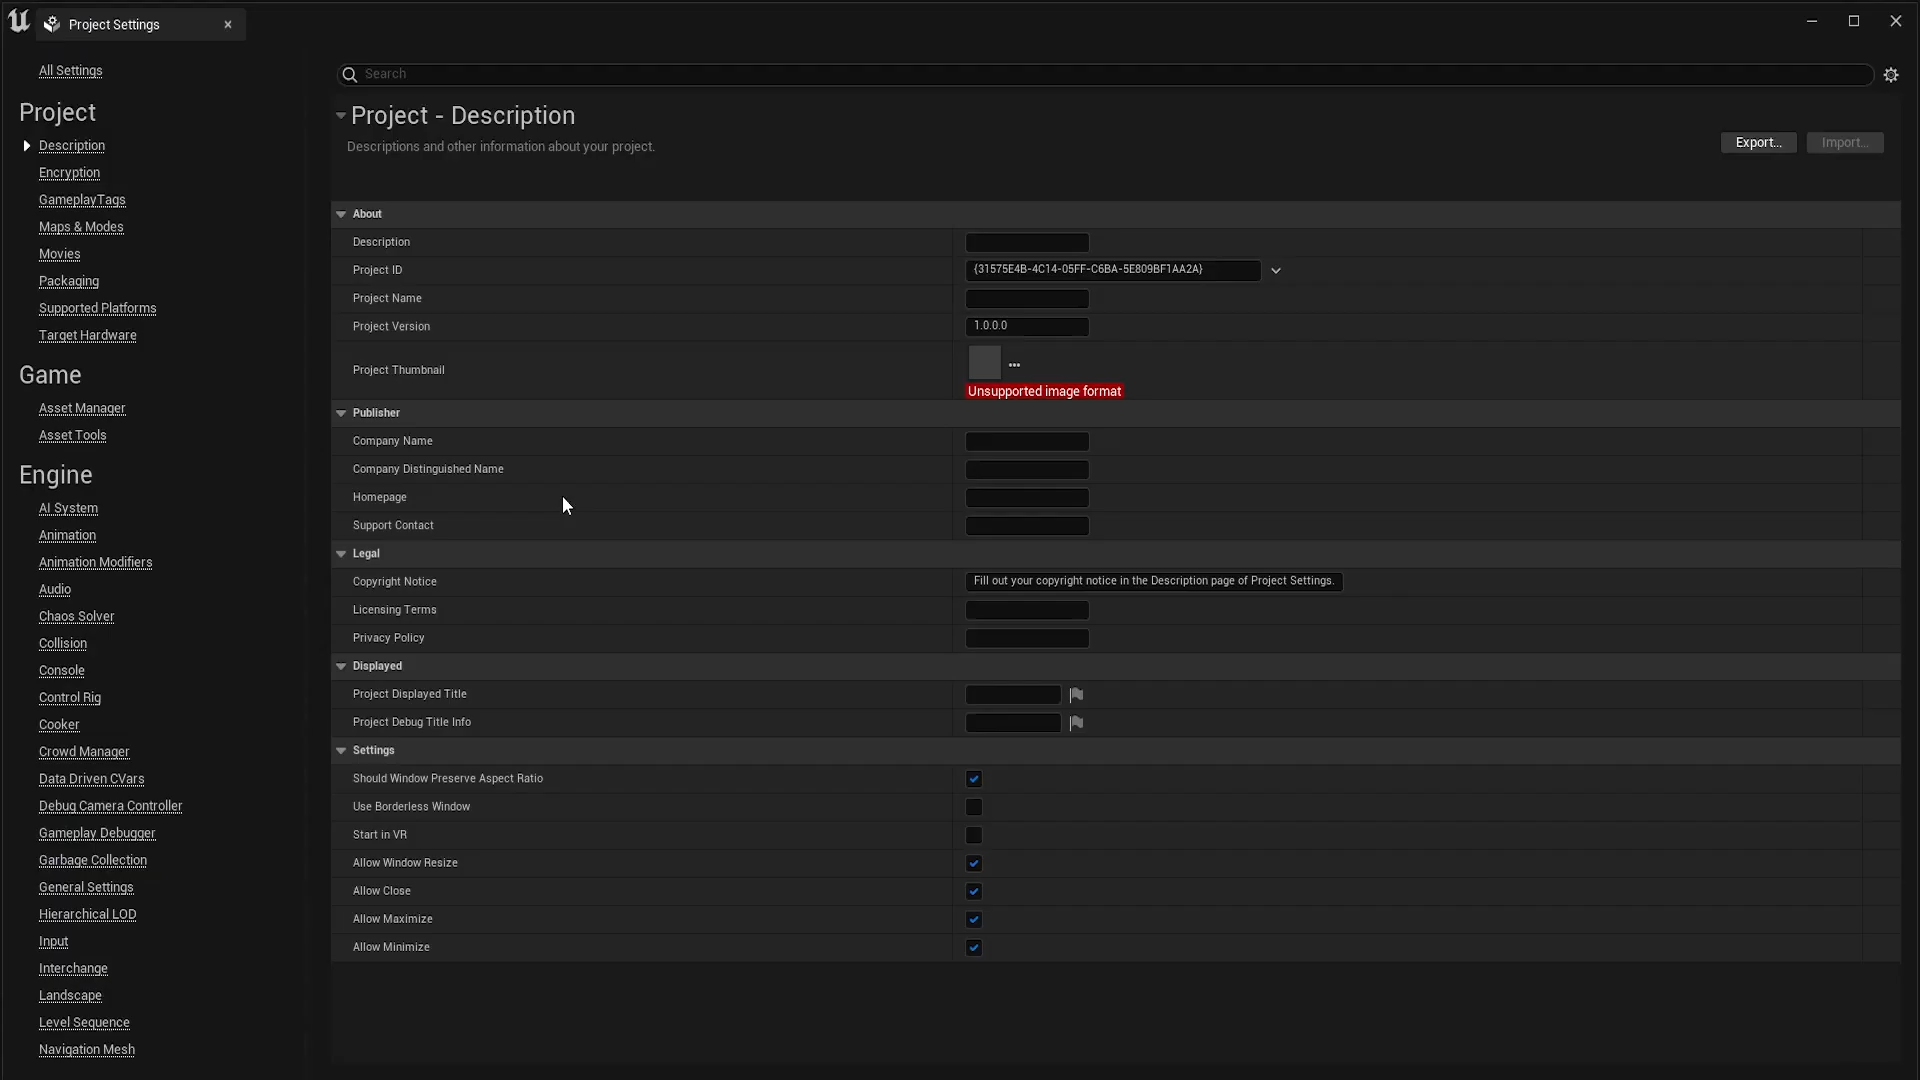 Project Settings
All Settings
Project
Description
Encryption
GameplayTags
Maps & Modes
Movies
Packaging
Supported Platforms
Target Hardware
Game
Asset Manager
Asset Tools
Engine
AI System
Animation
Animation Modifiers
Audio
Chaos Solver
Collision
Console
Control Rig
Cooker
Crowd Manager
Data Driven CVars
Debug Camera Controller
Gameplay Debugger
Garbage Collection
General Settings
Hierarchical LOD
Input
Interchange
Landscape
Level Sequence
Navigation Mesh
Search
Project - Description
Descriptions and other information about your project.
Export... Import...
About
Description
Project ID {31575E4B-4C14-05FF-C6BA-5E809BF1AA2A}
Project Name
Project Version 1.0.0.0
Project Thumbnail
Unsupported image format
Publisher
Company Name
Company Distinguished Name
Homepage
Support Contact
Legal
Copyright Notice Fill out your copyright notice in the Description page of Project Settings.
Licensing Terms
Privacy Policy
Displayed
Project Displayed Title
Project Debug Title Info
Settings
Should Window Preserve Aspect Ratio
Use Borderless Window
Start in VR
Allow Window Resize
Allow Close
Allow Maximize
Allow Minimize